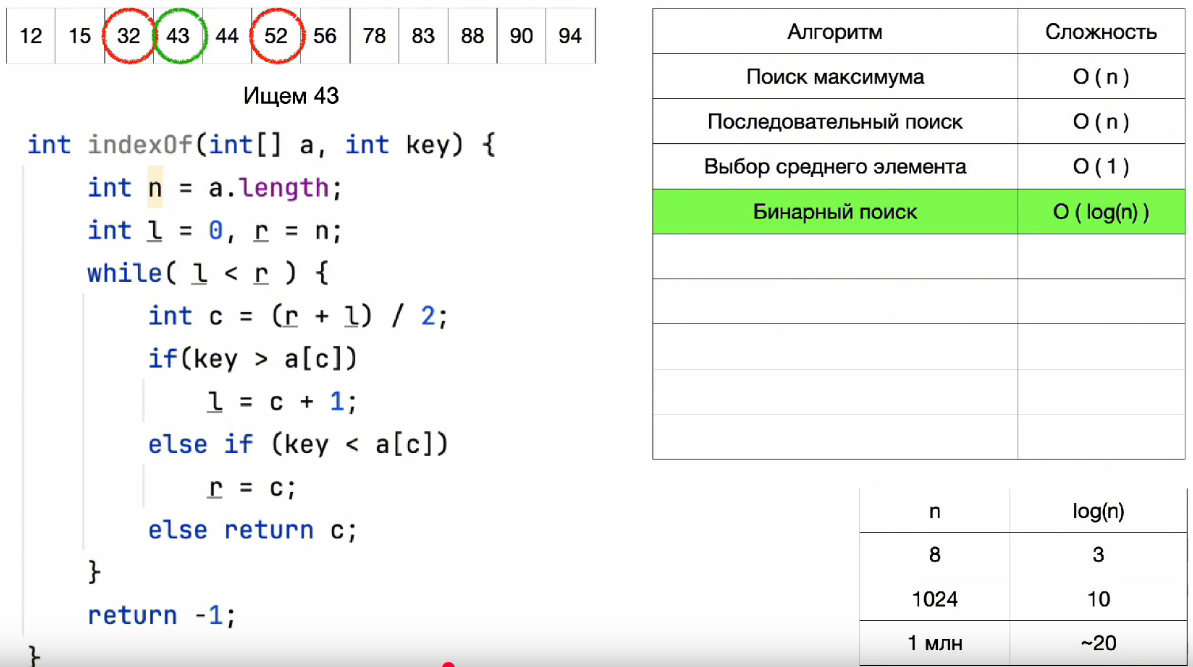 12 15 32 43 44 52 56 78 83 88 90 94
Ищем 43
int indexOf(int[] a, int key) {
int n = a.length;
int l = 0, r = n;
while( l < r ) {
int c = (r + l) / 2;
if(key > a[c])
l = c + 1;
else if (key < a[c])
r = c;
else return c;
}
return -1;
}
Алгоритм Сложность
Поиск максимума O ( n )
Последовательный поиск O ( n )
Выбор среднего элемента O ( 1 )
Бинарный поиск O ( log(n) )
n log(n)
8 3
1024 10
1 млн ~20